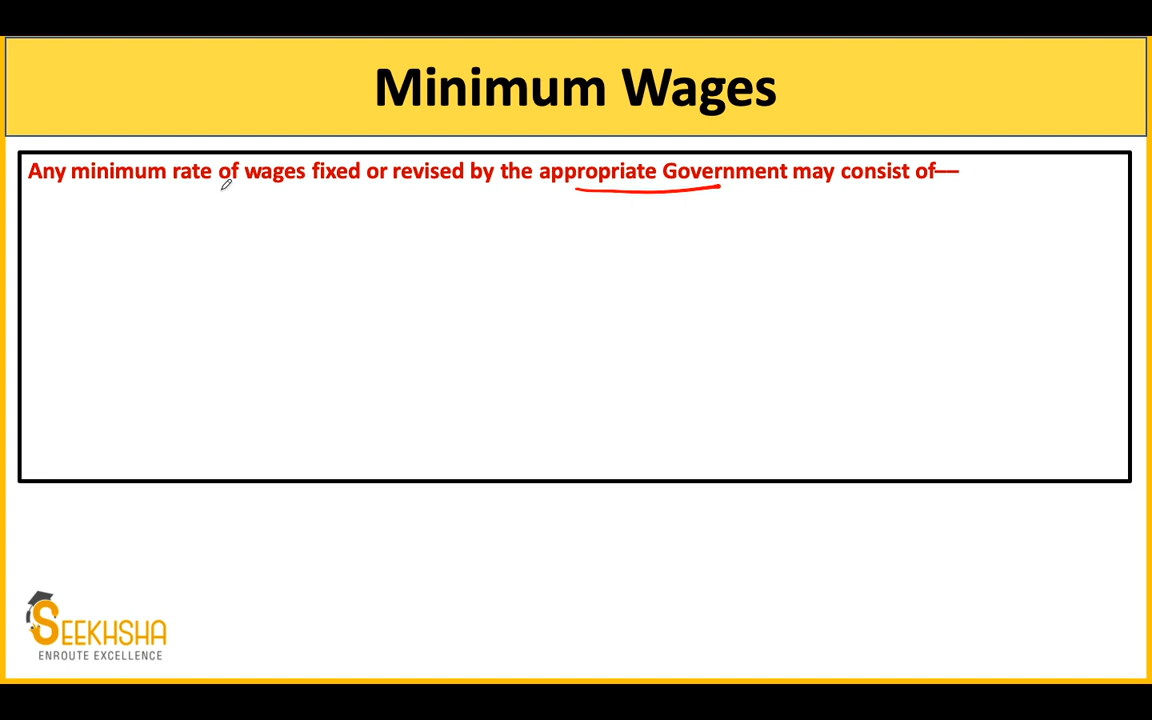 Minimum Wages
Any minimum rate of wages fixed or revised by the appropriate Government may consist of––
SEEKHSHA
ENROUTE EXCELLENCE